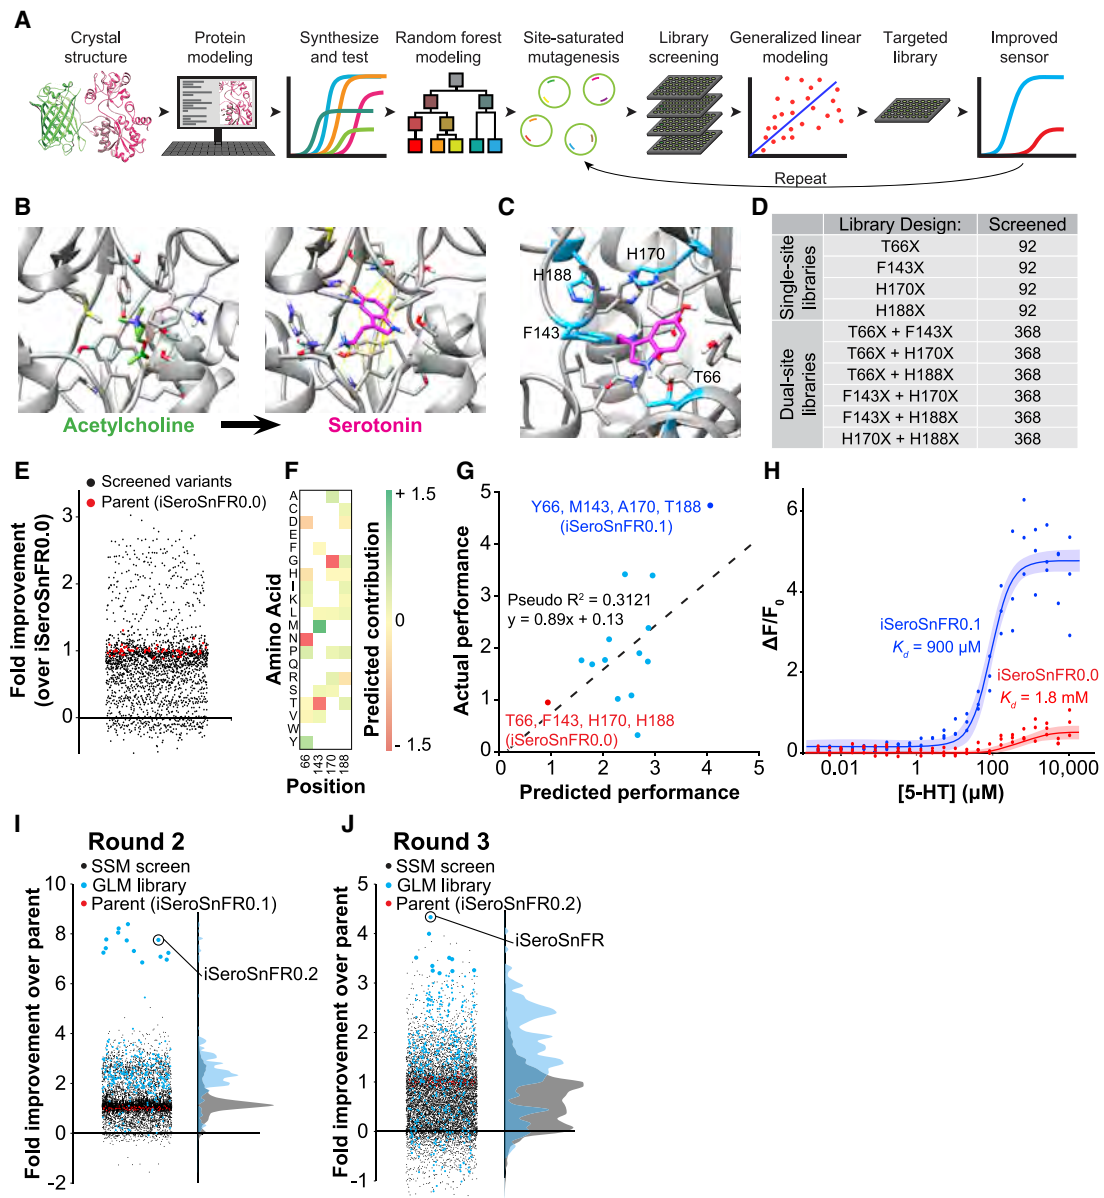 A
Crystal structure
Protein modeling
Synthesize and test
Random forest modeling
Site-saturated mutagenesis
Library screening
Generalized linear modeling
Targeted library
Improved sensor
Repeat
B
Acetylcholine
Serotonin
C
H170
H188
F143
T66
D
Library Design: Screened
Single-site libraries
T66X 92
F143X 92
H170X 92
H188X 92
Dual-site libraries
T66X + F143X 368
T66X + H170X 368
T66X + H188X 368
F143X + H170X 368
F143X + H188X 368
H170X + H188X 368
E
Screened variants
Parent (iSeroSnFR0.0)
Fold improvement (over iSeroSnFR0.0)
3
2
1
0
F
Amino Acid
A
C
D
E
F
G
H
I
K
L
M
N
P
Q
R
S
T
V
W
Y
66 143 170 188
Position
Predicted contribution
+ 1.5
0
- 1.5
G
Actual performance
5
4
3
2
1
0
Y66, M143, A170, T188
(iSeroSnFR0.1)
Pseudo R² = 0.3121
y = 0.89x + 0.13
T66, F143, H170, H188
(iSeroSnFR0.0)
0 1 2 3 4 5
Predicted performance
H
ΔF/F₀
6
4
2
0
iSeroSnFR0.1
K_d = 900 µM
iSeroSnFR0.0
K_d = 1.8 mM
0.01 1 100 10,000
[5-HT] (µM)
I
Round 2
SSM screen
GLM library
Parent (iSeroSnFR0.1)
Fold improvement over parent
10
8
6
4
2
0
-2
iSeroSnFR0.2
J
Round 3
SSM screen
GLM library
Parent (iSeroSnFR0.2)
Fold improvement over parent
5
4
3
2
1
0
-1
iSeroSnFR